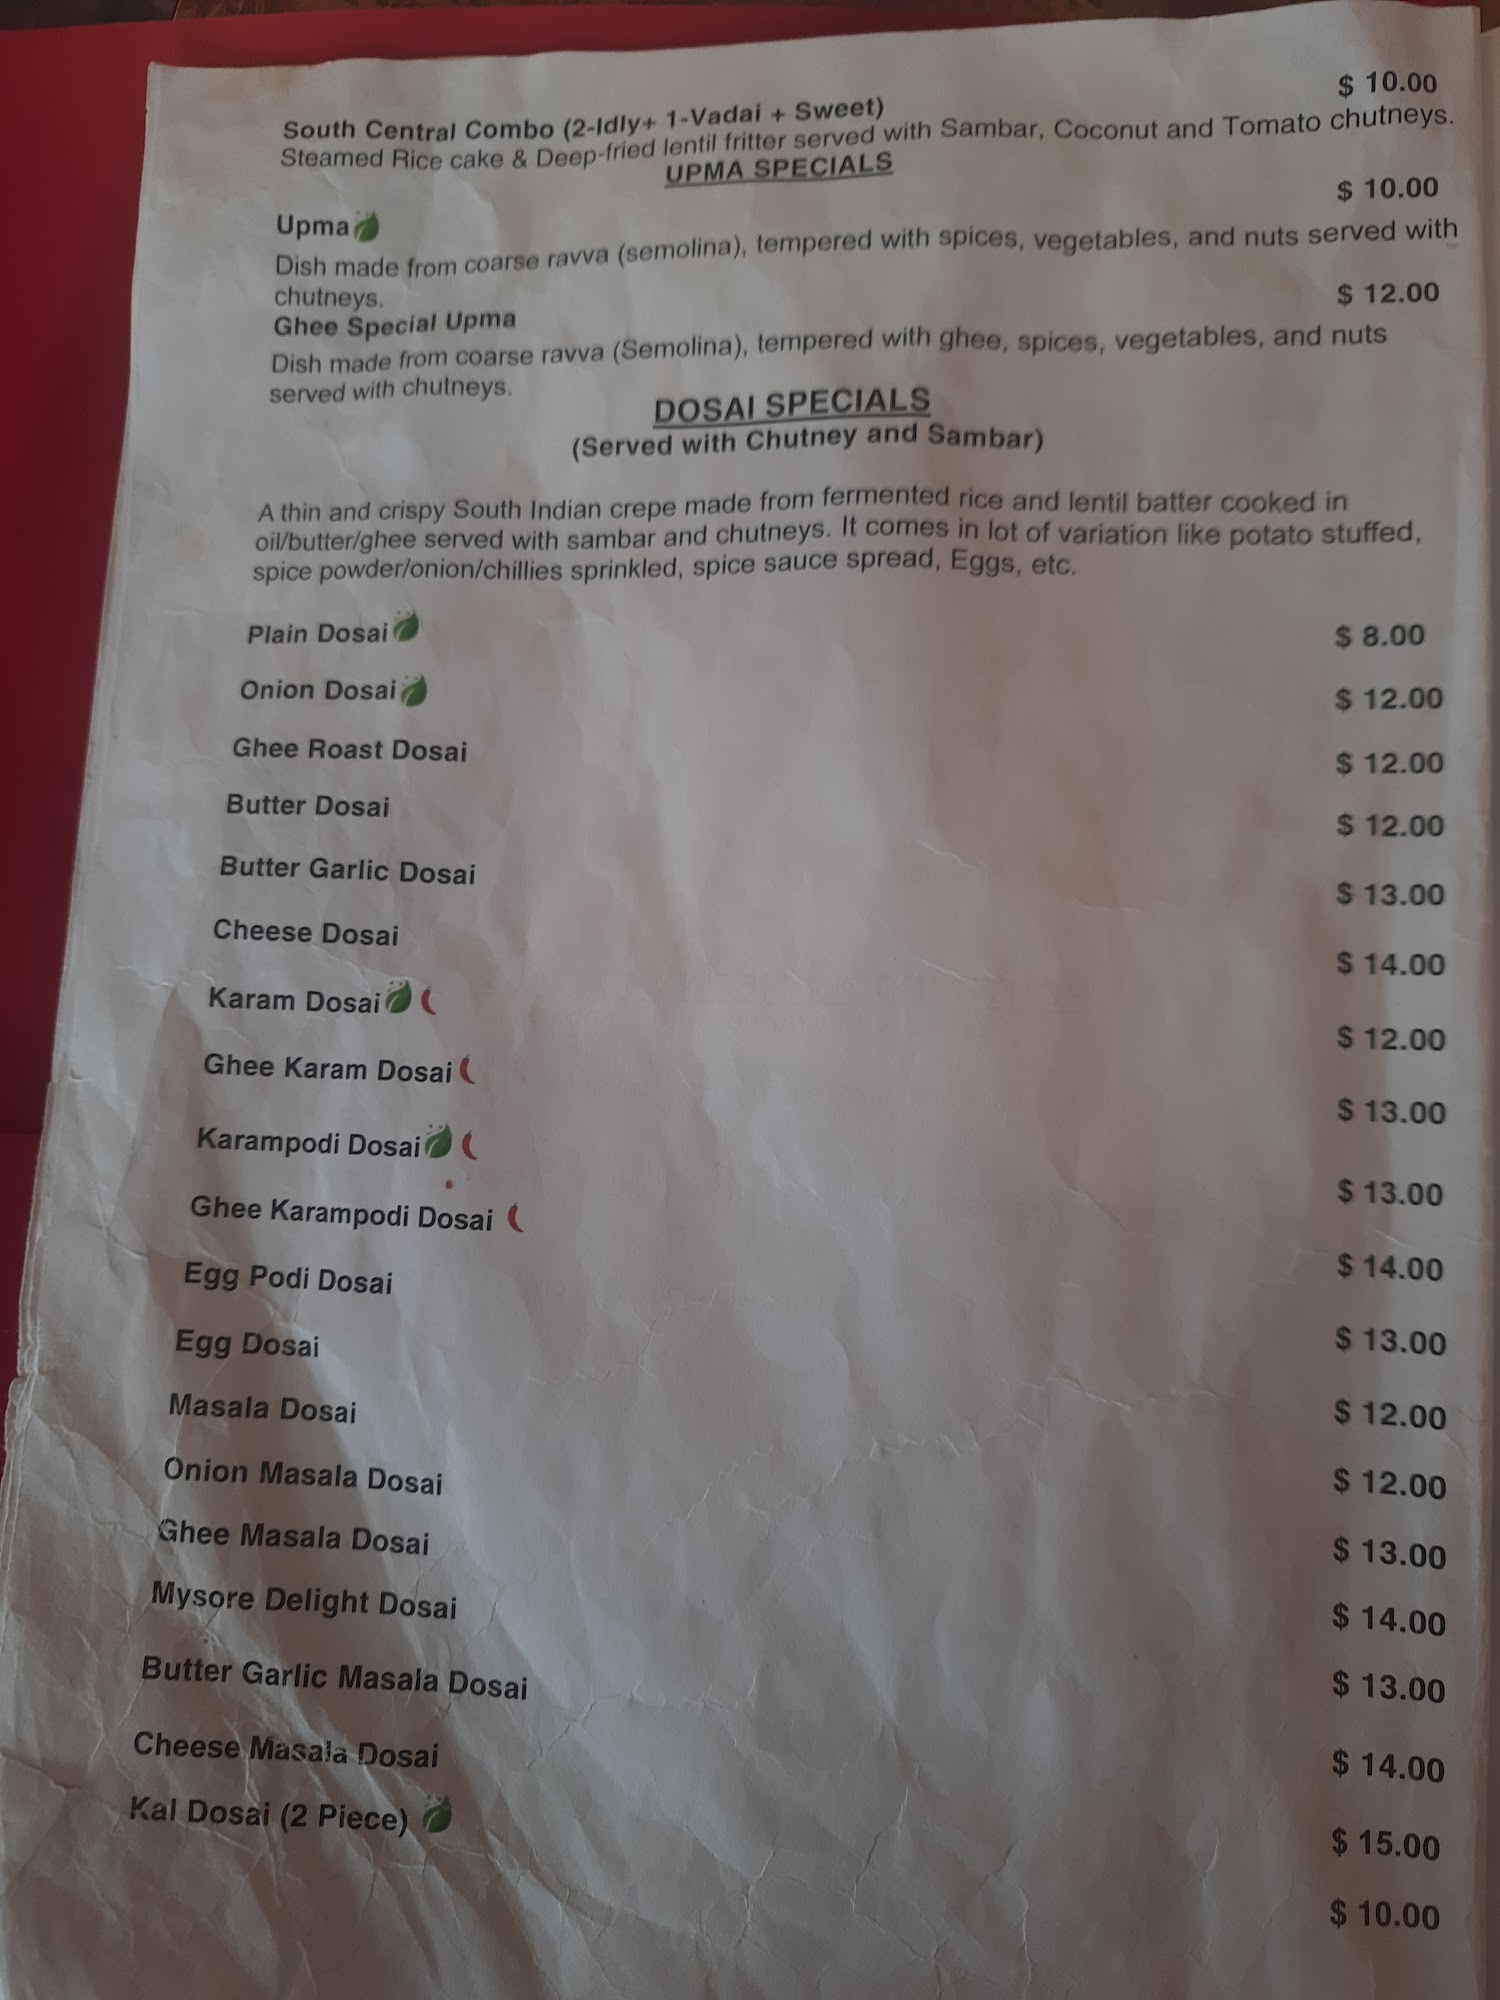 $ 10.00
South Central Combo (2-Idly+ 1-Vadai + Sweet)
Steamed Rice cake & Deep-fried lentil fritter served with Sambar, Coconut and Tomato chutneys.
UPMA SPECIALS
Upma $ 10.00
Dish made from coarse ravva (semolina), tempered with spices, vegetables, and nuts served with
chutneys.
Ghee Special Upma $ 12.00
Dish made from coarse ravva (Semolina), tempered with ghee, spices, vegetables, and nuts
served with chutneys.
DOSAI SPECIALS
(Served with Chutney and Sambar)
A thin and crispy South Indian crepe made from fermented rice and lentil batter cooked in
oil/butter/ghee served with sambar and chutneys. It comes in lot of variation like potato stuffed,
spice powder/onion/chillies sprinkled, spice sauce spread, Eggs, etc.
Plain Dosai $ 8.00
Onion Dosai $ 12.00
Ghee Roast Dosai $ 12.00
Butter Dosai $ 12.00
Butter Garlic Dosai $ 13.00
Cheese Dosai $ 14.00
Karam Dosai $ 12.00
Ghee Karam Dosai $ 13.00
Karampodi Dosai $ 13.00
Ghee Karampodi Dosai $ 14.00
Egg Podi Dosai $ 13.00
Egg Dosai $ 12.00
Masala Dosai $ 12.00
Onion Masala Dosai $ 13.00
Ghee Masala Dosai $ 14.00
Mysore Delight Dosai $ 13.00
Butter Garlic Masala Dosai $ 14.00
Cheese Masala Dosai $ 15.00
Kal Dosai (2 Piece) $ 10.00